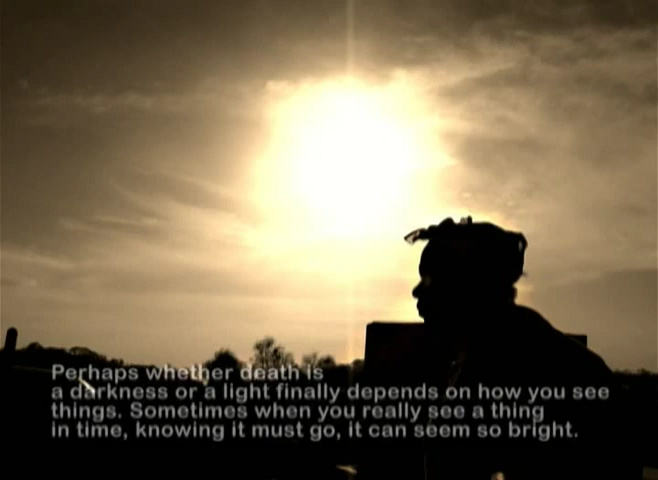 Perhaps whether death is
a darkness or a light finally depends on how you see
things. Sometimes when you really see a thing
in time, knowing it must go, it can seem so bright.